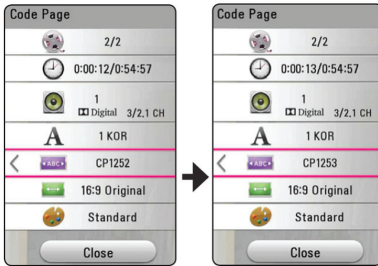 Code Page
2/2
0:00:12/0:54:57
1
Digital 3/2.1 CH
A
1 KOR
ABC
CP1252
16:9 Original
Standard
Close
Code Page
2/2
0:00:13/0:54:57
1
Digital 3/2.1 CH
A
1 KOR
ABC
CP1253
16:9 Original
Standard
Close